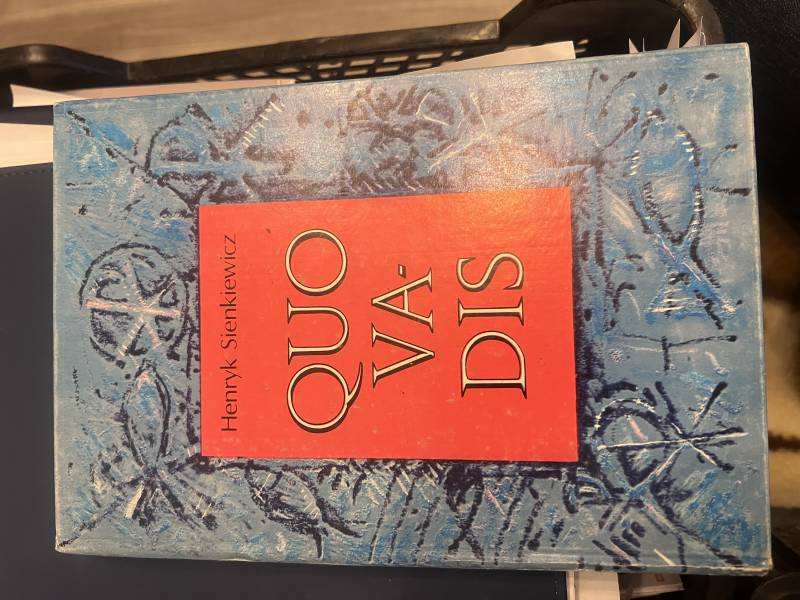 Henryk Sienkiewicz
QUO
VA-
DIS